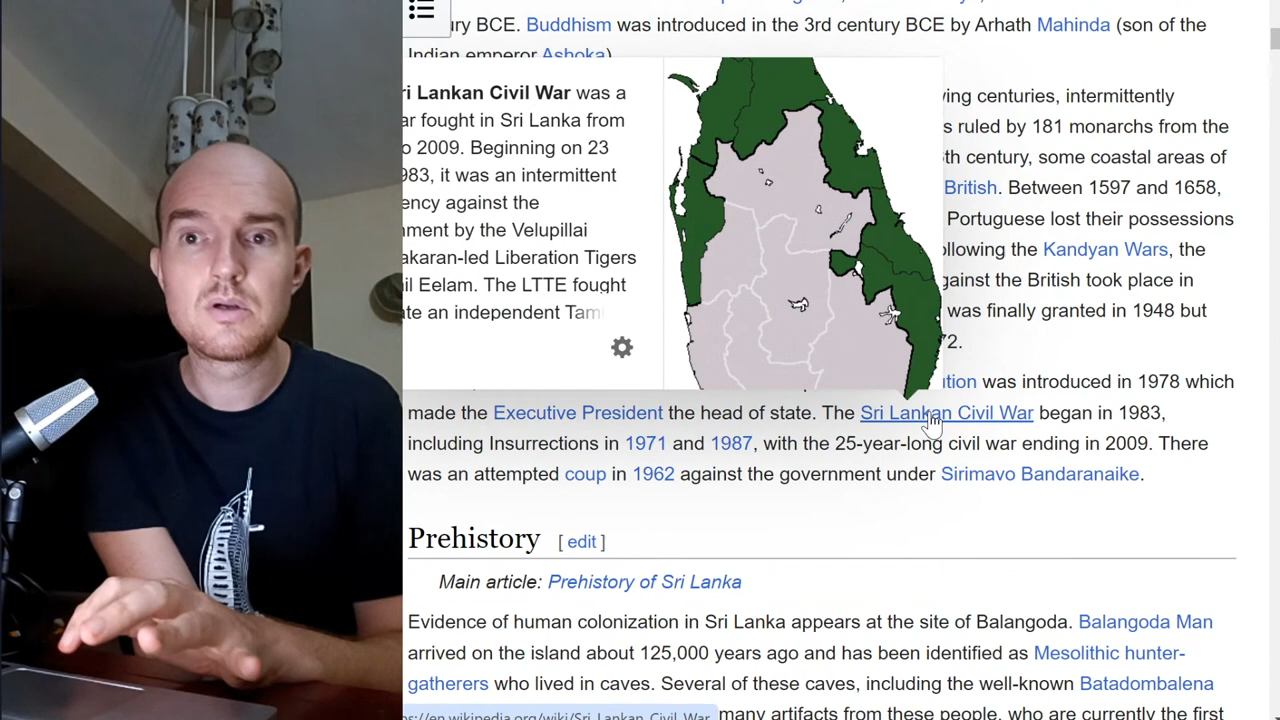 ry BCE. Buddhism was introduced in the 3rd century BCE by Arhath Mahinda (son of the
Indian emperor Ashoka).
ri Lankan Civil War was a
ar fought in Sri Lanka from
o 2009. Beginning on 23
983, it was an intermittent
ency against the
nment by the Velupillai
akaran-led Liberation Tigers
il Eelam. The LTTE fought
ate an independent Tam
ing centuries, intermittently
s ruled by 181 monarchs from the
th century, some coastal areas of
British. Between 1597 and 1658,
Portuguese lost their possessions
ollowing the Kandyan Wars, the
gainst the British took place in
was finally granted in 1948 but
72.
ution was introduced in 1978 which
made the Executive President the head of state. The Sri Lankan Civil War began in 1983,
including Insurrections in 1971 and 1987, with the 25-year-long civil war ending in 2009. There
was an attempted coup in 1962 against the government under Sirimavo Bandaranaike.
Prehistory [ edit ]
Main article: Prehistory of Sri Lanka
Evidence of human colonization in Sri Lanka appears at the site of Balangoda. Balangoda Man
arrived on the island about 125,000 years ago and has been identified as Mesolithic hunter-
gatherers who lived in caves. Several of these caves, including the well-known Batadombalena
ps://en.wikipedia.org/wiki/Sri_Lankan_Civil_War many artifacts from these people, who are currently the first